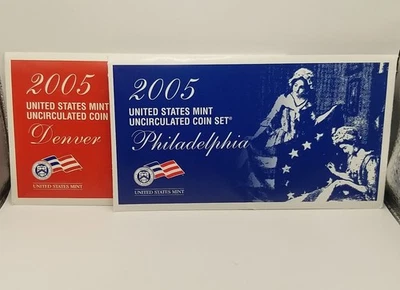 2005
UNITED STATES MINT
UNCIRCULATED COIN
Denver
UNITED STATES MINT
2005
UNITED STATES MINT
UNCIRCULATED COIN SET®
Philadelphia
UNITED STATES MINT